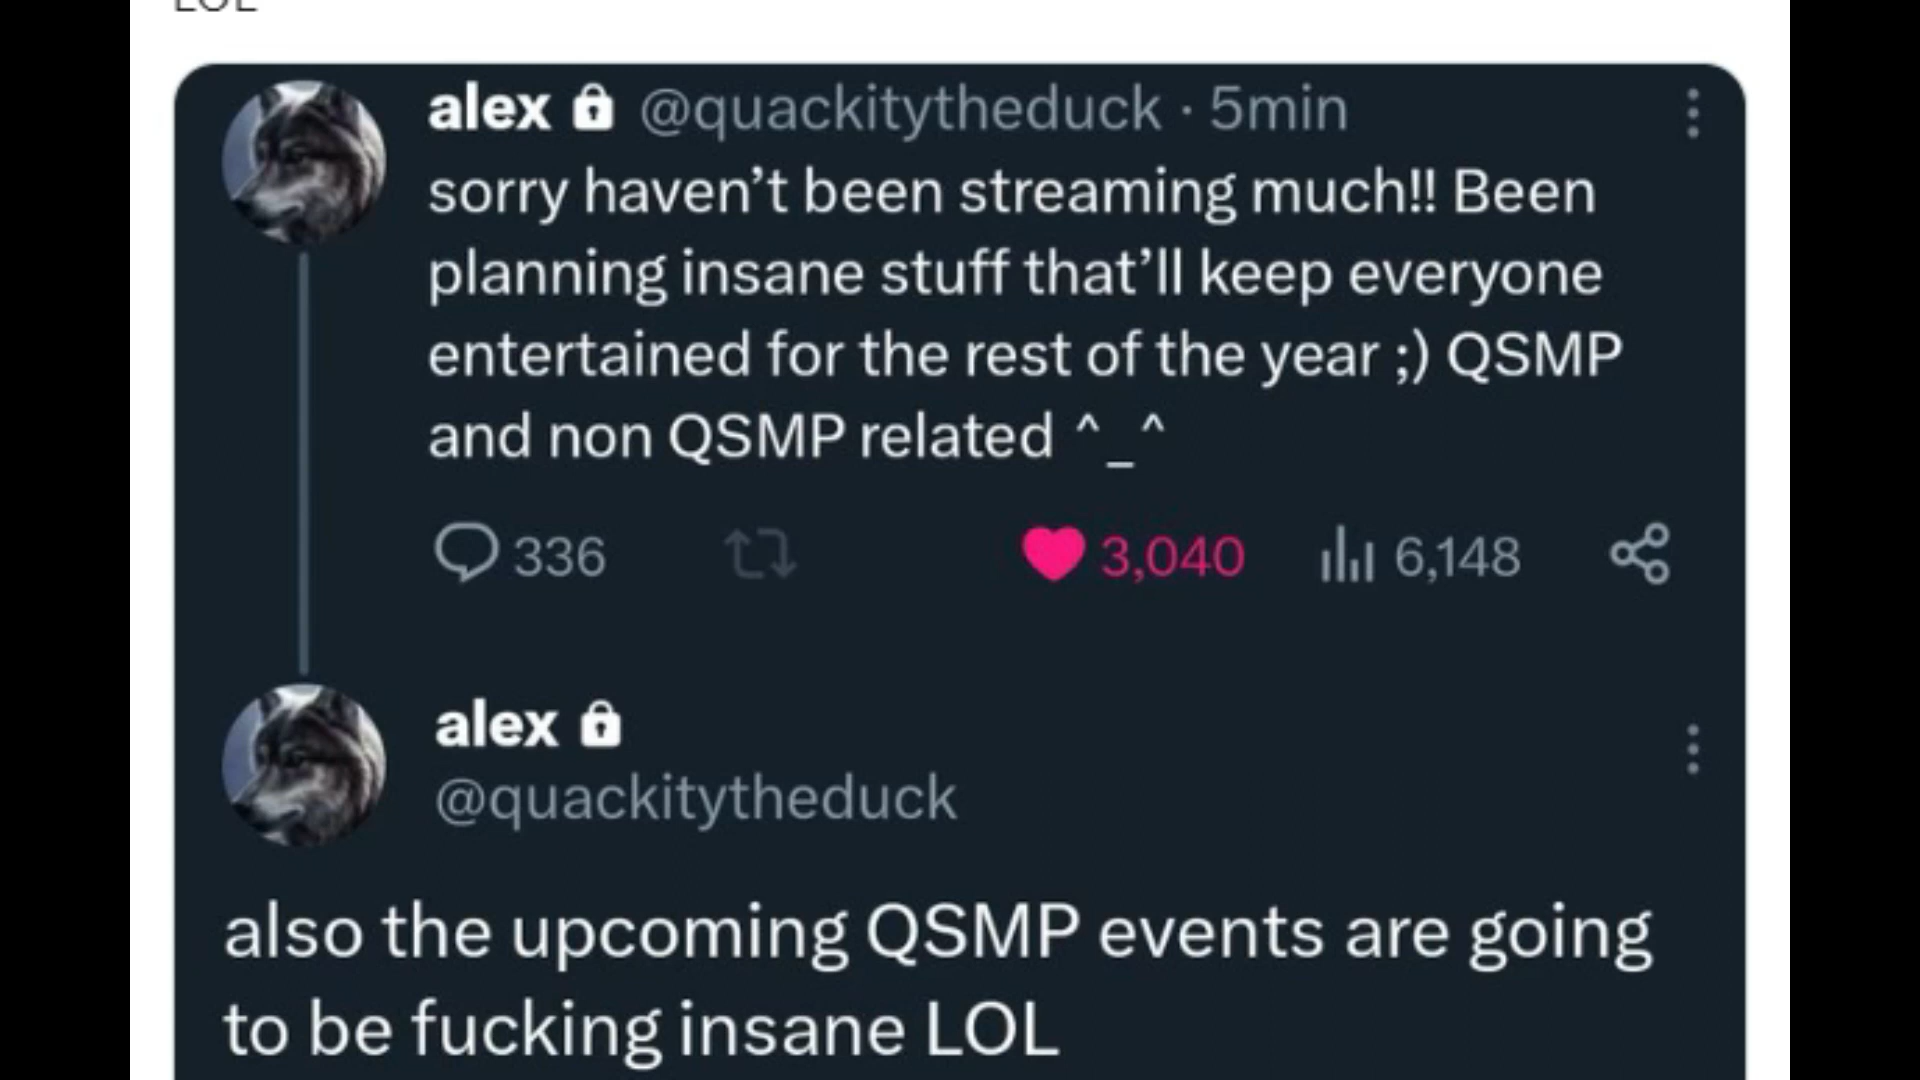 LOL
alex @quackitytheduck · 5min
sorry haven't been streaming much!! Been
planning insane stuff that'll keep everyone
entertained for the rest of the year ;) QSMP
and non QSMP related ^_^
336 3,040 6,148
alex
@quackitytheduck
also the upcoming QSMP events are going
to be fucking insane LOL